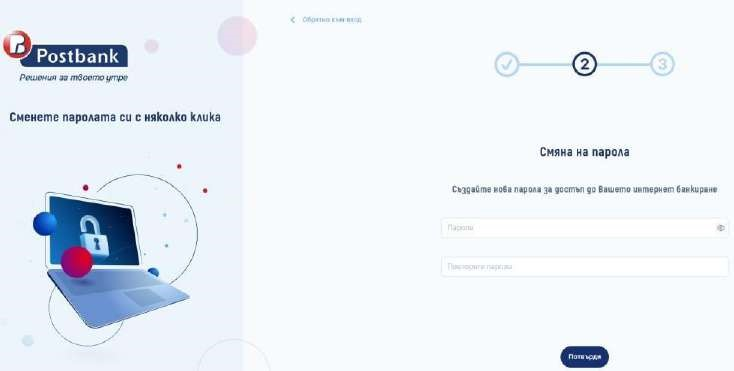 Обратно към вход
Postbank
Решения за твоето утре
Сменете паролата си с няколко клика
2
3
Смяна на парола
Създайте нова парола за достъп до Вашето интернет банкиране
Парола
Повторете парола
Потвърди